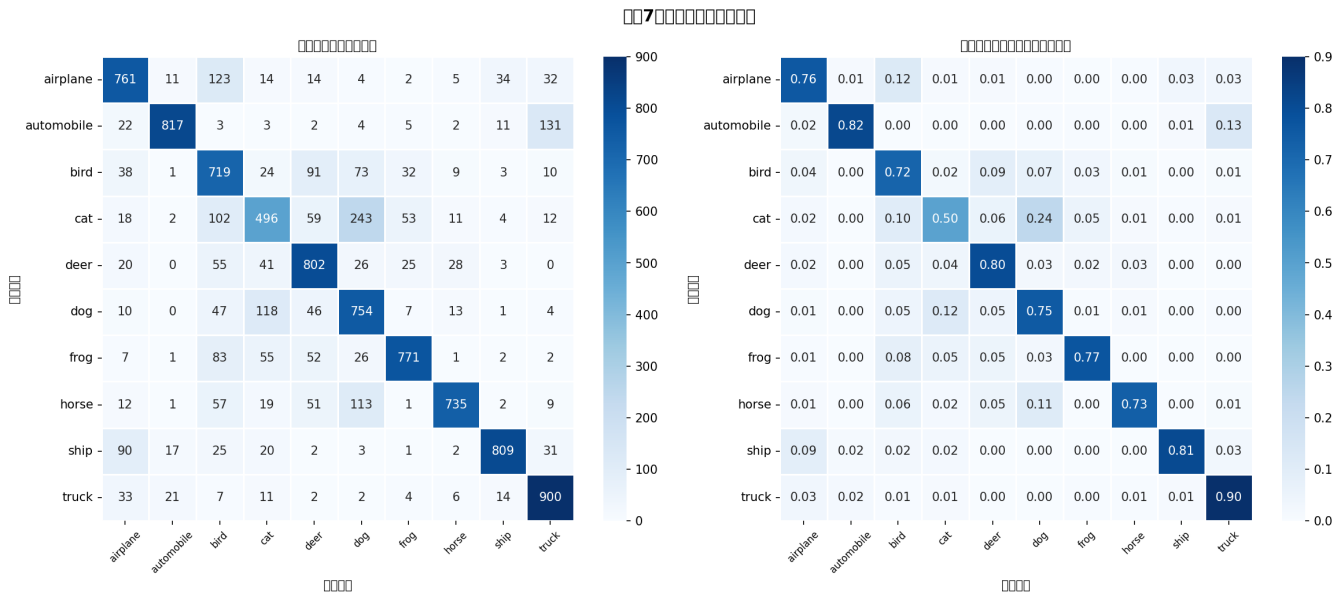 7
airplane 761 11 123 14 14 4 2 5 34 32
automobile 22 817 3 3 2 4 5 2 11 131
bird 38 1 719 24 91 73 32 9 3 10
cat 18 2 102 496 59 243 53 11 4 12
deer 20 0 55 41 802 26 25 28 3 0
dog 10 0 47 118 46 754 7 13 1 4
frog 7 1 83 55 52 26 771 1 2 2
horse 12 1 57 19 51 113 1 735 2 9
ship 90 17 25 20 2 3 1 2 809 31
truck 33 21 7 11 2 2 4 6 14 900
airplane automobile bird cat deer dog frog horse ship truck
900
800
700
600
500
400
300
200
100
0
airplane 0.76 0.01 0.12 0.01 0.01 0.00 0.00 0.00 0.03 0.03
automobile 0.02 0.82 0.00 0.00 0.00 0.00 0.01 0.00 0.01 0.13
bird 0.04 0.00 0.72 0.02 0.09 0.07 0.03 0.01 0.00 0.01
cat 0.02 0.00 0.10 0.50 0.06 0.24 0.05 0.01 0.00 0.01
deer 0.02 0.00 0.05 0.04 0.80 0.03 0.02 0.03 0.00 0.00
dog 0.01 0.00 0.05 0.12 0.05 0.75 0.01 0.01 0.00 0.00
frog 0.01 0.00 0.08 0.05 0.05 0.03 0.77 0.00 0.00 0.00
horse 0.01 0.00 0.06 0.02 0.05 0.11 0.00 0.73 0.00 0.01
ship 0.09 0.02 0.02 0.02 0.00 0.00 0.00 0.00 0.81 0.03
truck 0.03 0.02 0.01 0.01 0.00 0.00 0.00 0.01 0.01 0.90
airplane automobile bird cat deer dog frog horse ship truck
0.9
0.8
0.7
0.6
0.5
0.4
0.3
0.2
0.1
0.0